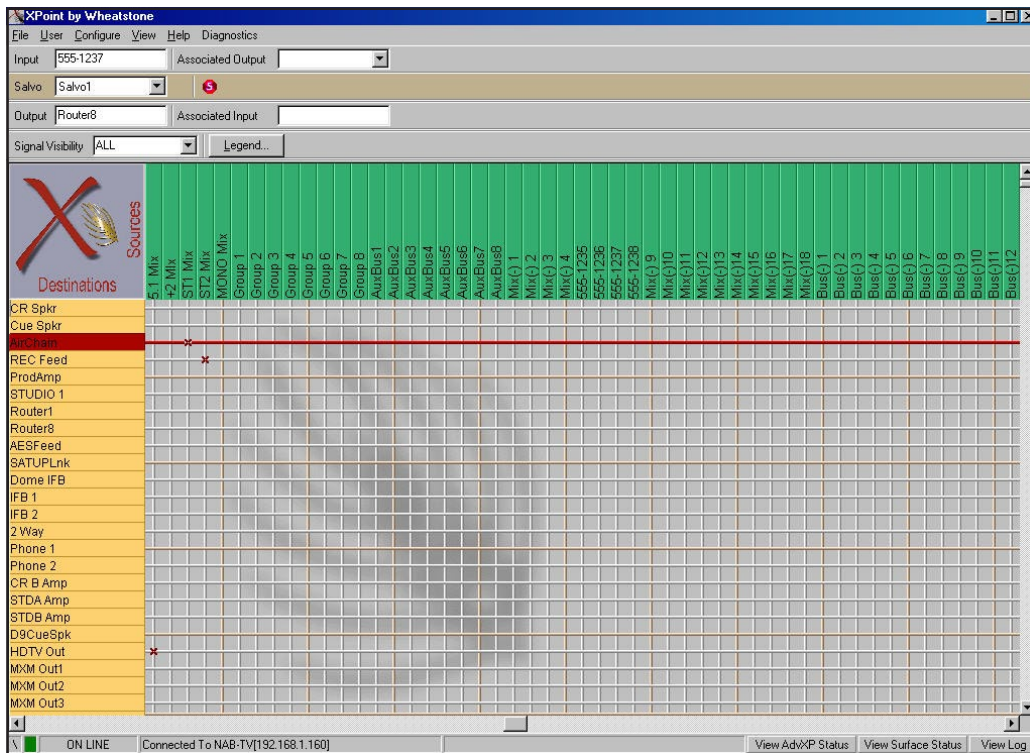 XPoint by Wheatstone
File User Configure View Help Diagnostics
Input 555-1237 Associated Output
Salvo Salvo1 S
Output Router8 Associated Input
Signal Visibility ALL Legend...
Sources
Destinations
5.1 Mix
+2 MIx
ST1 Mix
ST2 Mix
MONO Mix
Group 1
Group 2
Group 3
Group 4
Group 5
Group 6
Group 7
Group 8
AuxBus1
AuxBus2
AuxBus3
AuxBus4
AuxBus5
AuxBus6
AuxBus7
AuxBus8
Mix(-) 1
Mix(-) 2
Mix(-) 3
Mix(-) 4
555-1235
555-1236
555-1237
555-1238
Mix(-) 9
Mix(-)10
Mix(-)11
Mix(-)12
Mix(-)13
Mix(-)14
Mix(-)15
Mix(-)16
Mix(-)17
Mix(-)18
Bus(-) 1
Bus(-) 2
Bus(-) 3
Bus(-) 4
Bus(-) 5
Bus(-) 6
Bus(-) 7
Bus(-) 8
Bus(-) 9
Bus(-)10
Bus(-)11
Bus(-)12
CR Spkr
Cue Spkr
AirChain
REC Feed
ProdAmp
STUDIO 1
Router1
Router8
AESFeed
SATUPLnk
Dome IFB
IFB 1
IFB 2
2 Way
Phone 1
Phone 2
CR B Amp
STDA Amp
STDB Amp
D9CueSpk
HDTV Out
MXM Out1
MXM Out2
MXM Out3
\ ON LINE Connected To NAB-TV[192.168.1.160] View AdvXP Status View Surface Status View Log